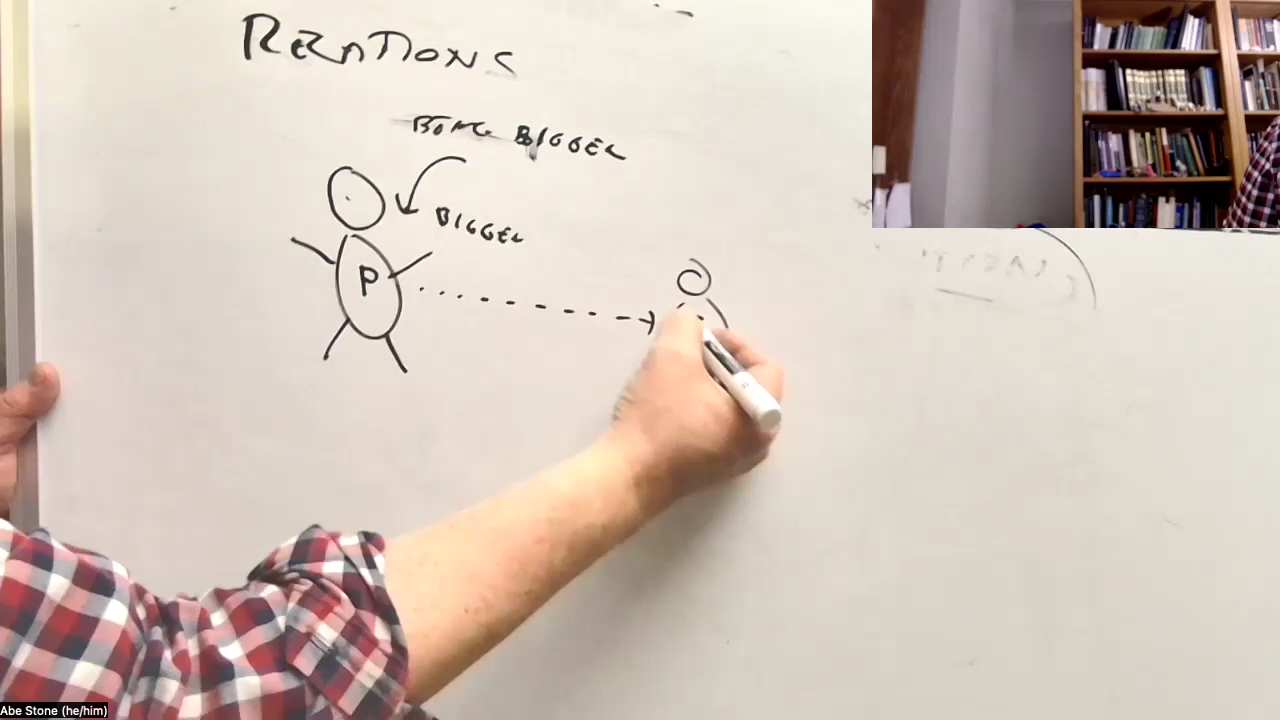 RELATIONS
BEING BIGGER
BIGGER
P
Abe Stone (he/him)